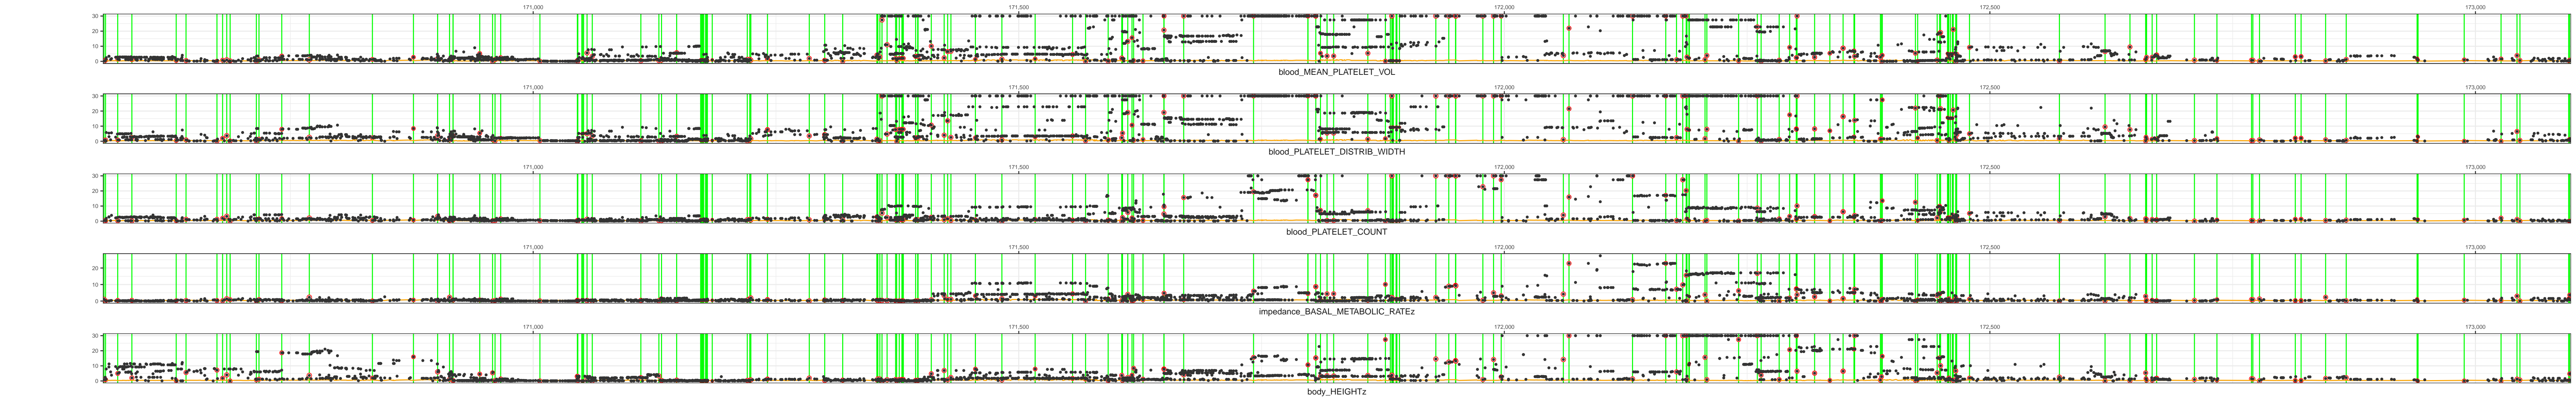 171,000 171,500 172,000 172,500 173,000
30
20
10
0
blood_MEAN_PLATELET_VOL
171,000 171,500 172,000 172,500 173,000
30
20
10
0
blood_PLATELET_DISTRIB_WIDTH
171,000 171,500 172,000 172,500 173,000
30
20
10
0
blood_PLATELET_COUNT
171,000 171,500 172,000 172,500 173,000
20
10
0
impedance_BASAL_METABOLIC_RATEz
171,000 171,500 172,000 172,500 173,000
30
20
10
0
body_HEIGHTz